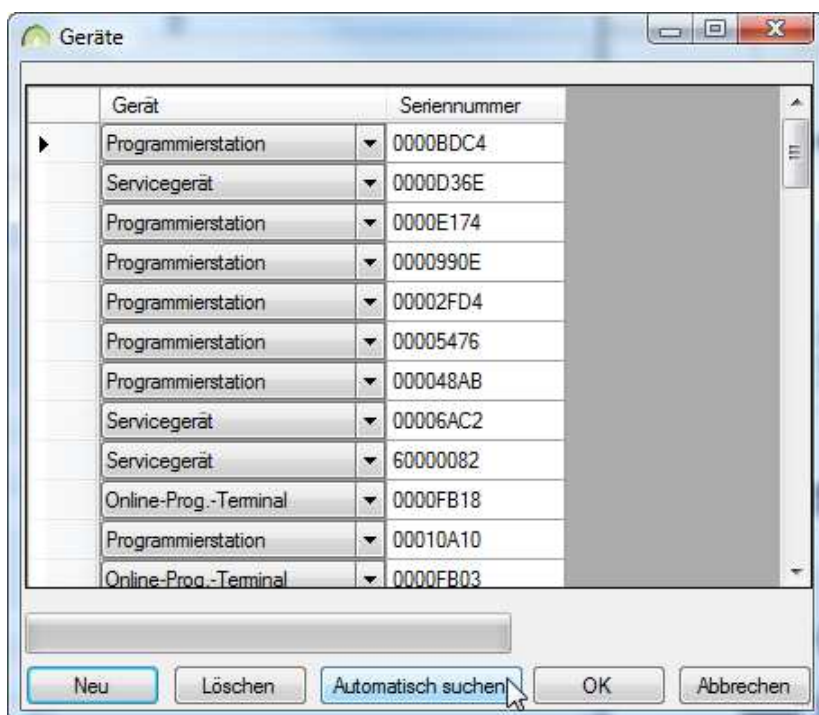 Geräte
Gerät Seriennummer
Programmierstation 0000BDC4
Servicegerät 0000D36E
Programmierstation 0000E174
Programmierstation 0000990E
Programmierstation 00002FD4
Programmierstation 00005476
Programmierstation 000048AB
Servicegerät 00006AC2
Servicegerät 60000082
Online-Prog.-Terminal 0000FB18
Programmierstation 00010A10
Online-Prog.-Terminal 0000FB03
Neu Löschen Automatisch suchen OK Abbrechen